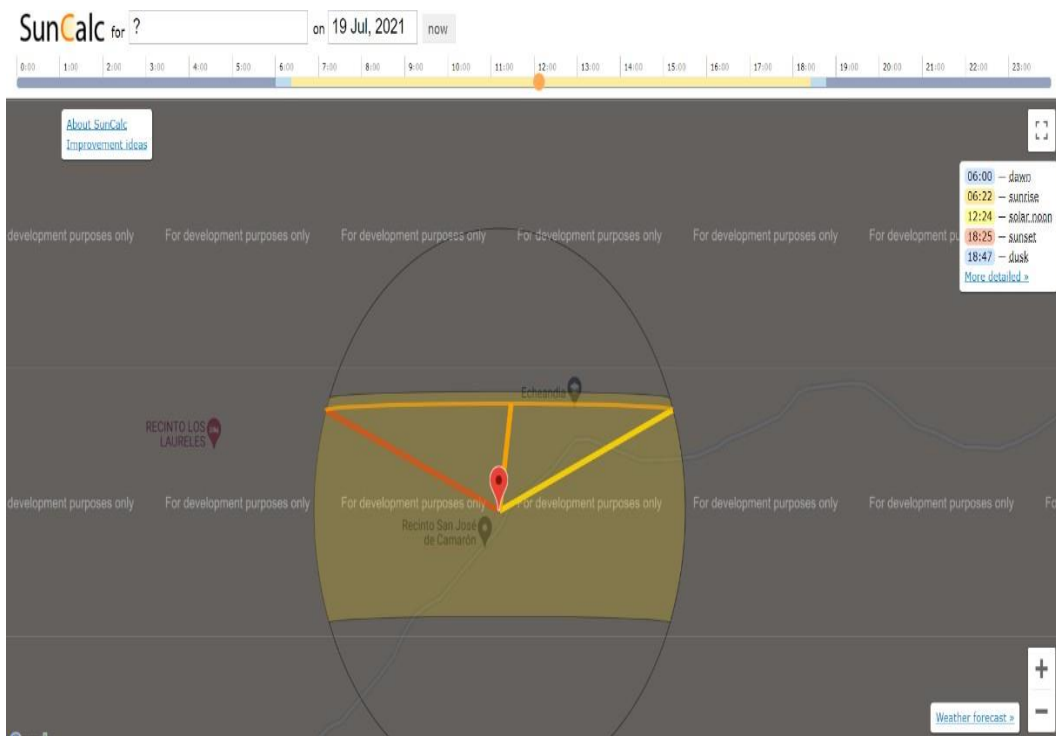 SunCalc for ? on 19 Jul, 2021 now
0:00 1:00 2:00 3:00 4:00 5:00 6:00 7:00 8:00 9:00 10:00 11:00 12:00 13:00 14:00 15:00 16:00 17:00 18:00 19:00 20:00 21:00 22:00 23:00
About SunCalc
Improvement ideas
06:00 — dawn
06:22 — sunrise
12:24 — solar noon
18:25 — sunset
18:47 — dusk
More detailed »
development purposes only For development purposes only For development purposes only For development purposes only For development purposes only For development pu
Echeandia
RECINTO LOS
LAURELES
development purposes only For development purposes only For development purposes only For development purposes only For development purposes only For development purposes only Fo
Recinto San José
de Camarón
Weather forecast »